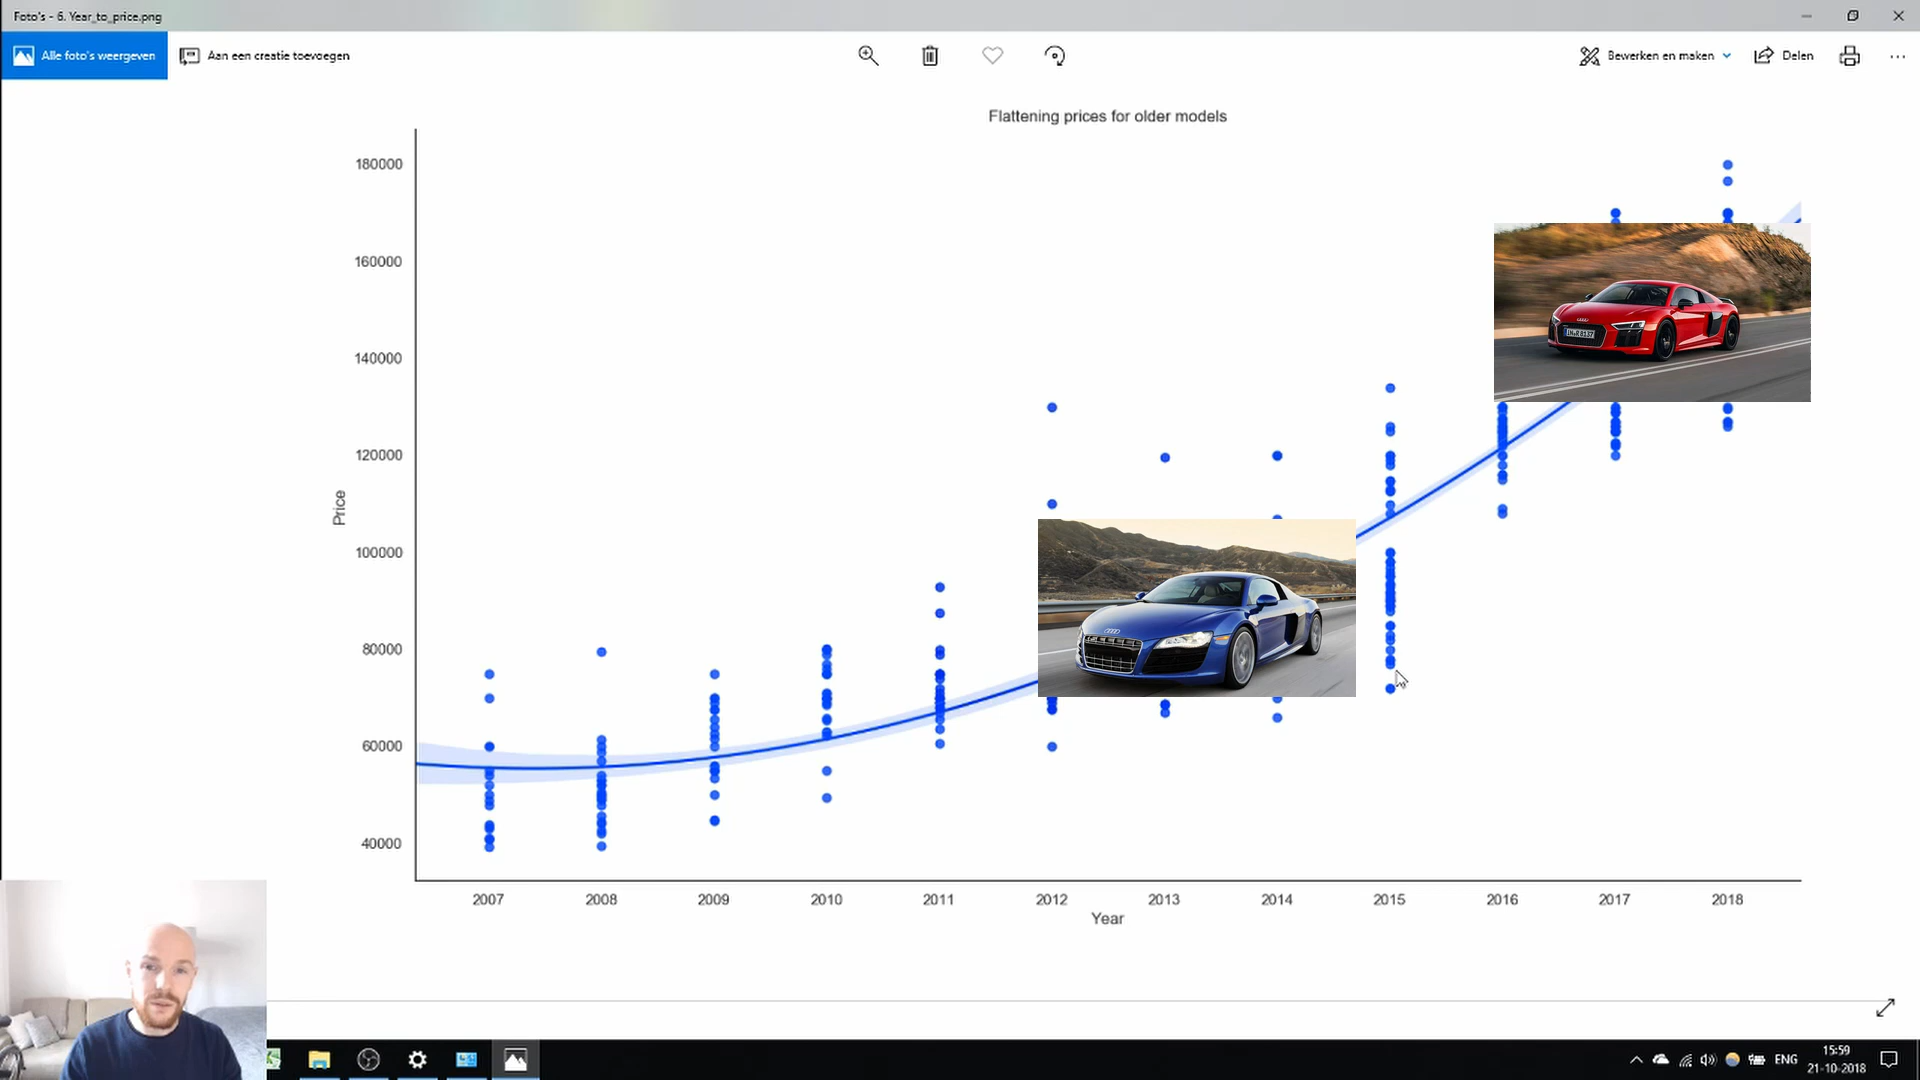 Foto's - 6. Year_to_price.png
Alle foto's weergeven
Aan een creatie toevoegen
Bewerken en maken
Delen
Flattening prices for older models
180000
160000
140000
120000
100000
80000
60000
40000
Price
2007 2008 2009 2010 2011 2012 2013 2014 2015 2016 2017 2018
Year
IN R 8137
ENG
15:59
21-10-2018